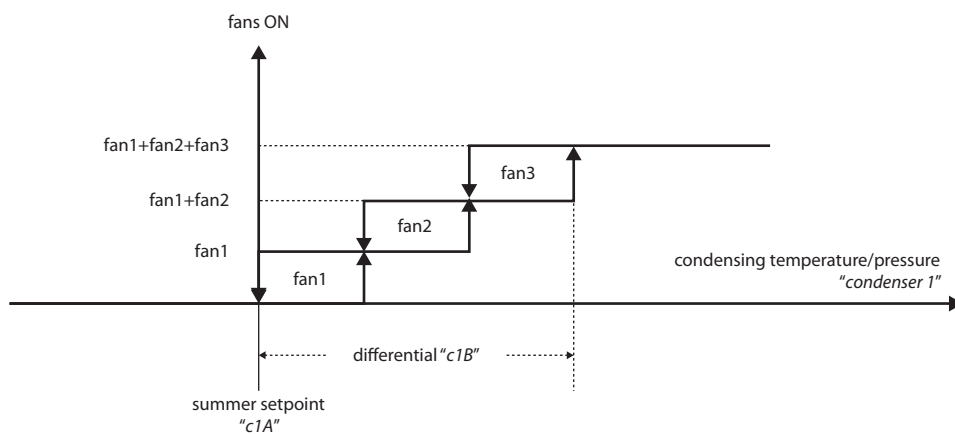 fans ON
fan1+fan2+fan3
fan3
fan1+fan2
fan2
fan1
condensing temperature/pressure
“condenser 1”
fan1
differential “c1B”
summer setpoint
“c1A”